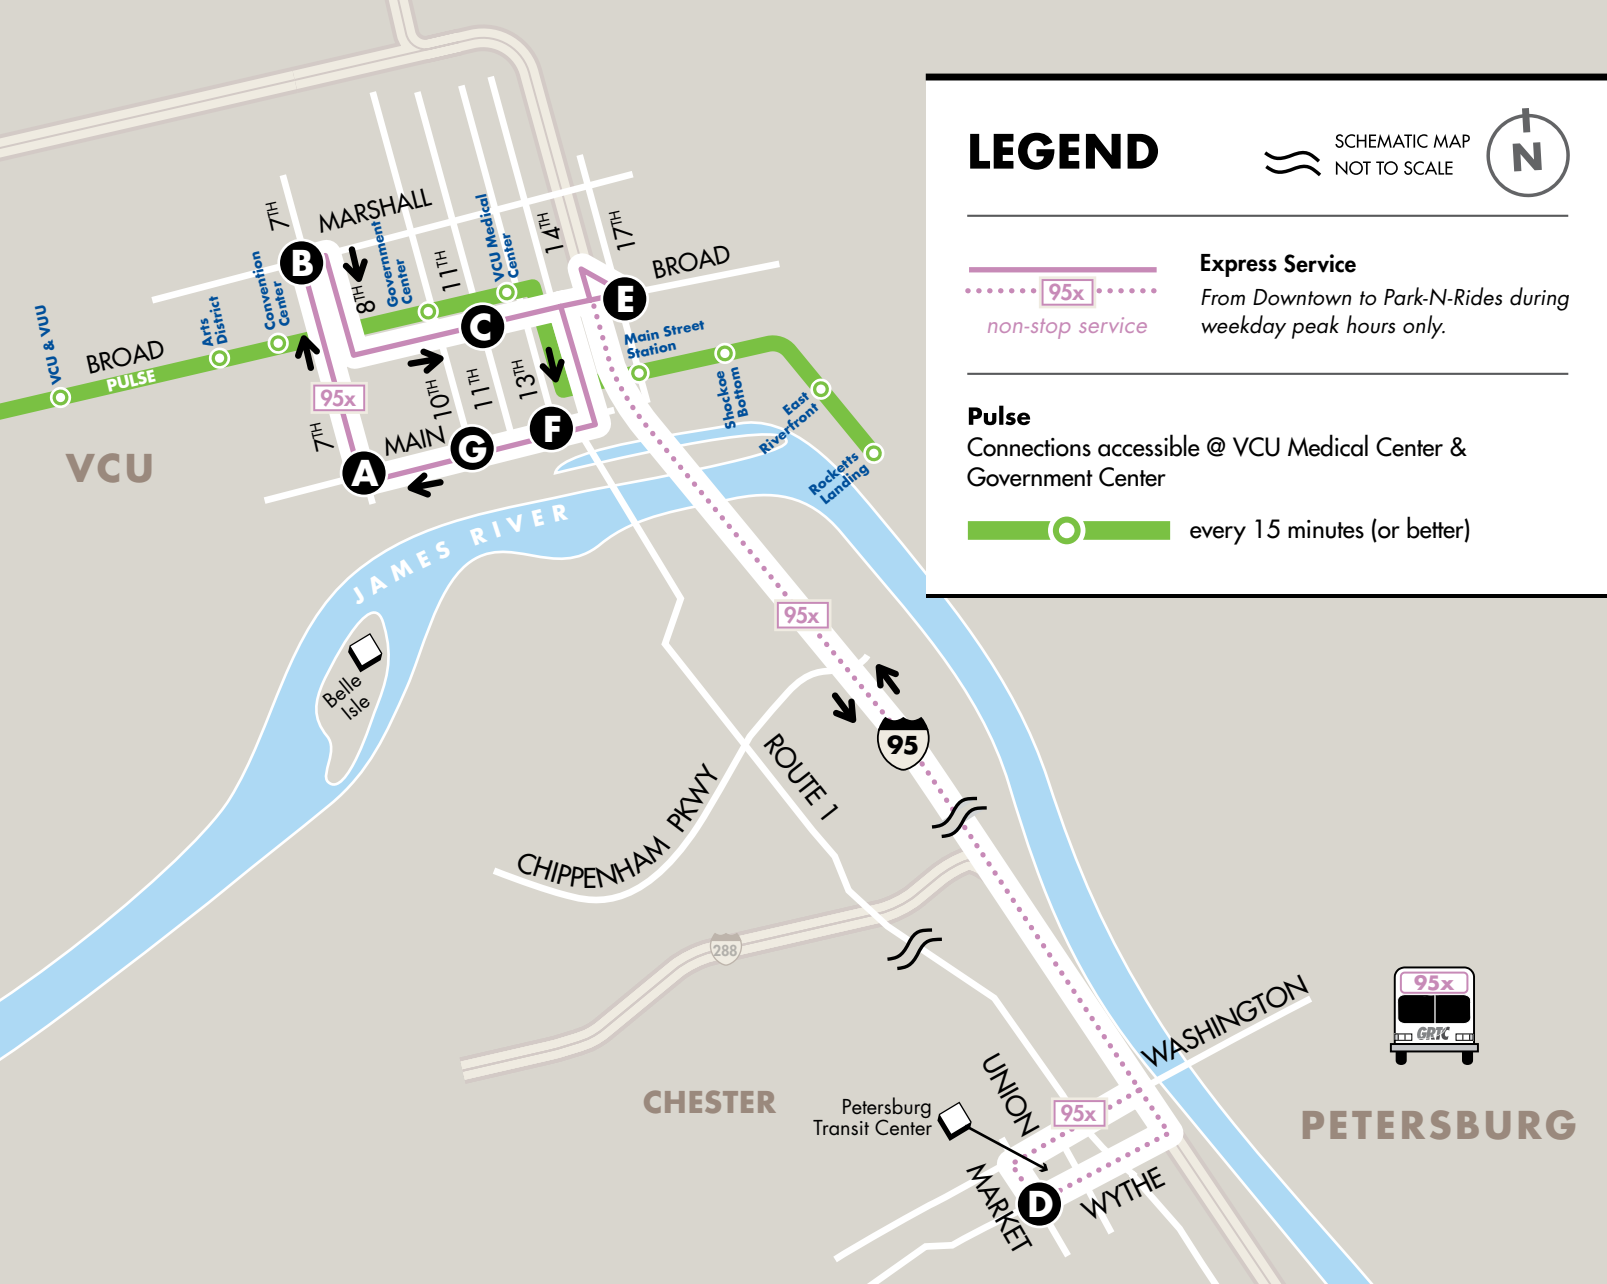 LEGEND
SCHEMATIC MAP
NOT TO SCALE
N
Express Service
95x
From Downtown to Park-N-Rides during
weekday peak hours only.
non-stop service
Pulse
Connections accessible @ VCU Medical Center &
Government Center
every 15 minutes (or better)
7TH
MARSHALL
B
8TH
Government
Center
11TH
VCU Medical
Center
14TH
17TH
BROAD
E
C
VCU & VUU
BROAD
PULSE
Arts
District
Convention
Center
95x
7TH
VCU
MAIN
10TH
11TH
13TH
A
G
F
Main Street
Station
Shockoe
Bottom
East
Riverfront
Rocketts
Landing
JAMES RIVER
Belle
Isle
95x
95
ROUTE 1
CHIPPENHAM PKWY
288
CHESTER
WASHINGTON
UNION
95x
Petersburg
Transit Center
MARKET
D
WYTHE
95x
GRTC
PETERSBURG